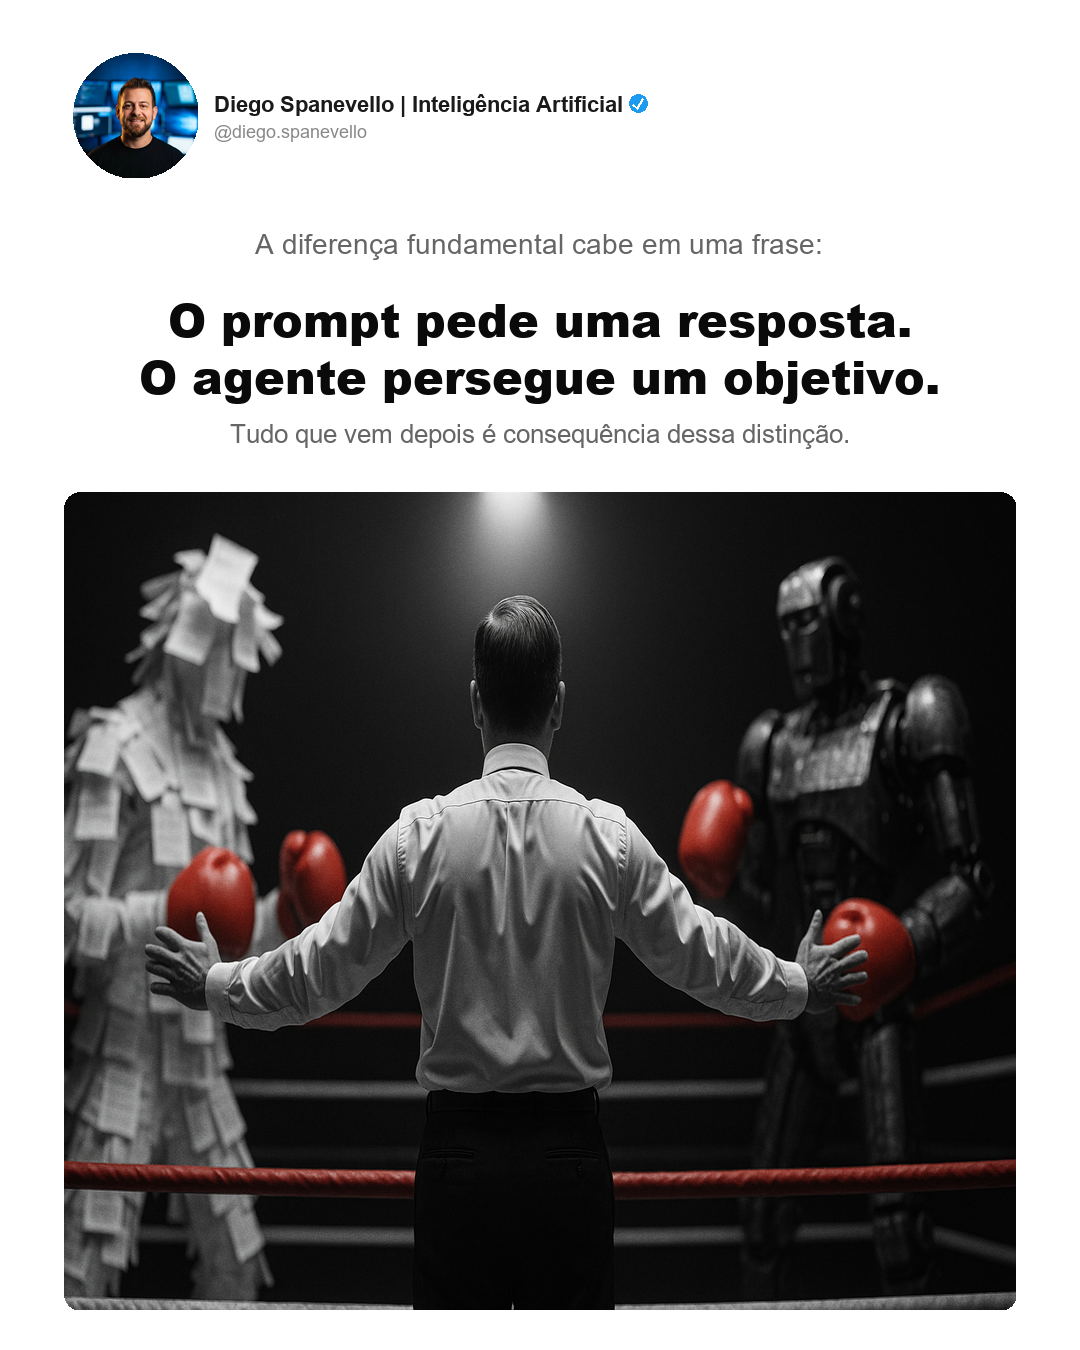 Diego Spanevello | Inteligência Artificial
@diego.spanevello
A diferença fundamental cabe em uma frase:
O prompt pede uma resposta.
O agente persegue um objetivo.
Tudo que vem depois é consequência dessa distinção.